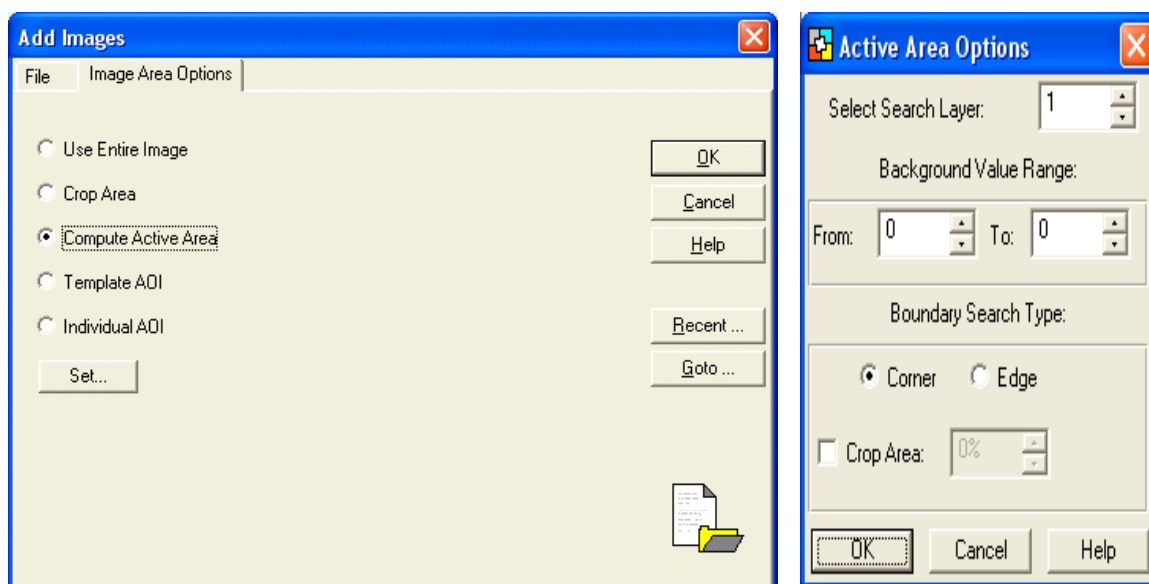 Add Images
File Image Area Options
Use Entire Image
Crop Area
Compute Active Area
Template AOI
Individual AOI
Set...
OK
Cancel
Help
Recent ...
Goto ...
Active Area Options
Select Search Layer: 1
Background Value Range:
From: 0 To: 0
Boundary Search Type:
Corner Edge
Crop Area: 0%
OK Cancel Help